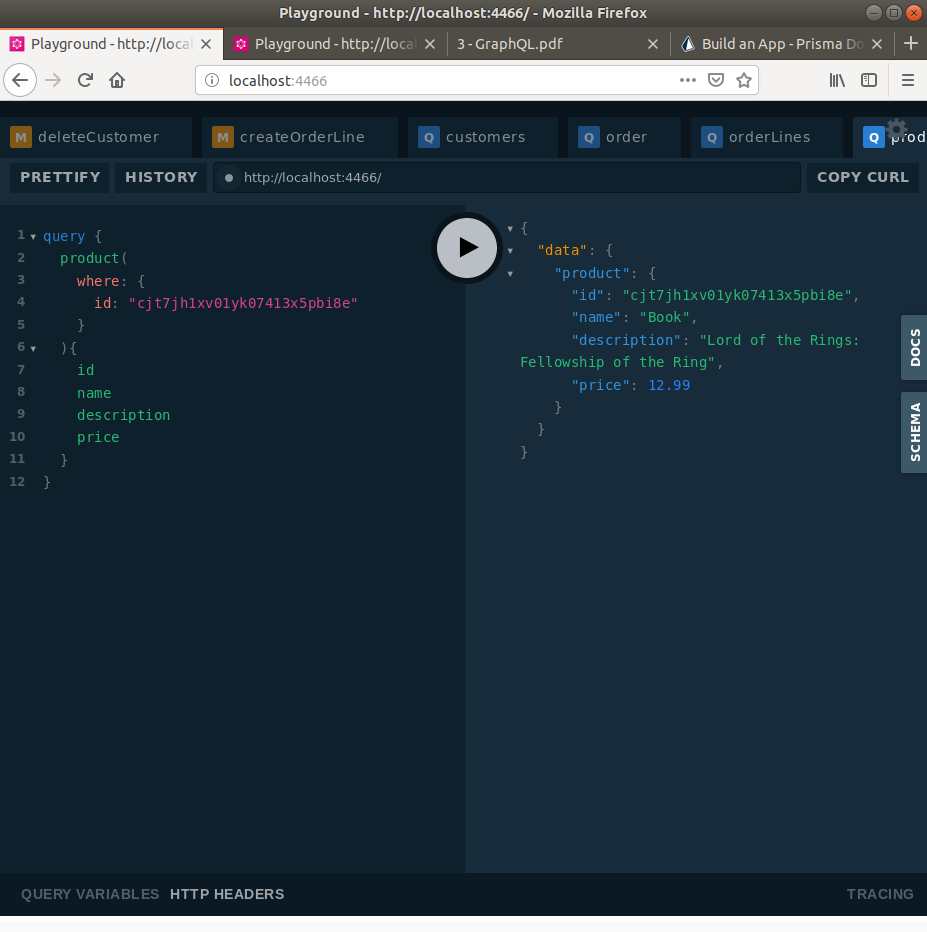 Playground - http://localhost:4466/ - Mozilla Firefox
Playground - http://local
Playground - http://local
3 - GraphQL.pdf
Build an App - Prisma Do
localhost:4466
M deleteCustomer
M createOrderLine
Q customers
Q order
Q orderLines
Q prod
PRETTIFY
HISTORY
http://localhost:4466/
COPY CURL
1 query {
2 product(
3 where: {
4 id: "cjt7jh1xv01yk07413x5pbi8e"
5 }
6 ){
7 id
8 name
9 description
10 price
11 }
12 }
{
"data": {
"product": {
"id": "cjt7jh1xv01yk07413x5pbi8e",
"name": "Book",
"description": "Lord of the Rings:
Fellowship of the Ring",
"price": 12.99
}
}
}
DOCS
SCHEMA
QUERY VARIABLES
HTTP HEADERS
TRACING